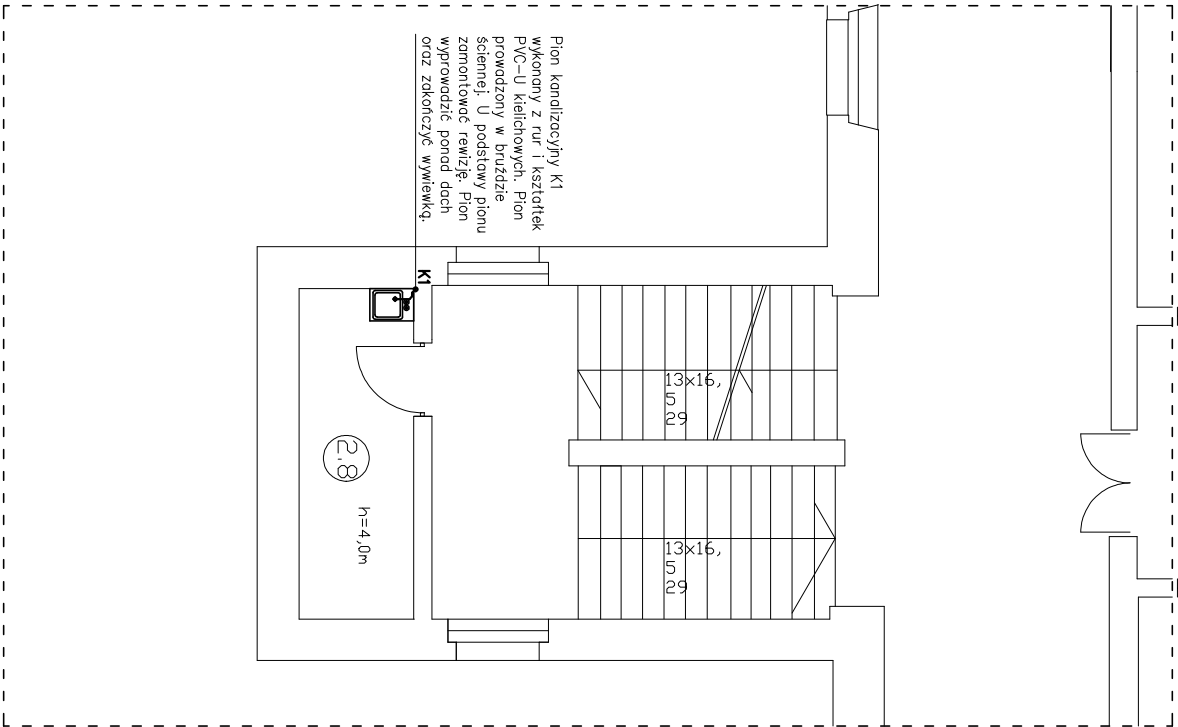 Pion kanalizacyjny K1
wykonany z rur i kształtek
PVC-U kielichowych. Pion
prowadzony w bruździe
ściennej. U podstawy pionu
zamontować rewizję. Pion
wyprowadzić ponad dach
oraz zakończyć wywiewką.
K1
13x16,
5
29
13x16,
5
29
2.8
h=4,0m